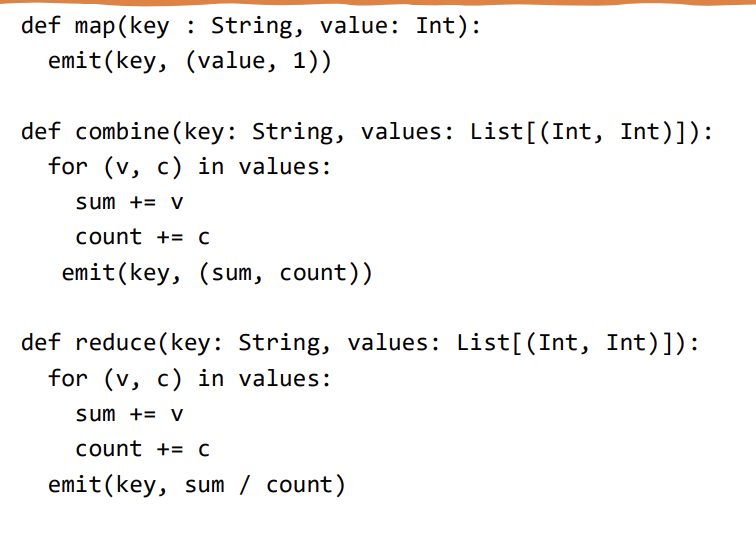 def map(key : String, value: Int):
emit(key, (value, 1))
def combine(key: String, values: List[(Int, Int)]):
for (v, c) in values:
sum += v
count += c
emit(key, (sum, count))
def reduce(key: String, values: List[(Int, Int)]):
for (v, c) in values:
sum += v
count += c
emit(key, sum / count)